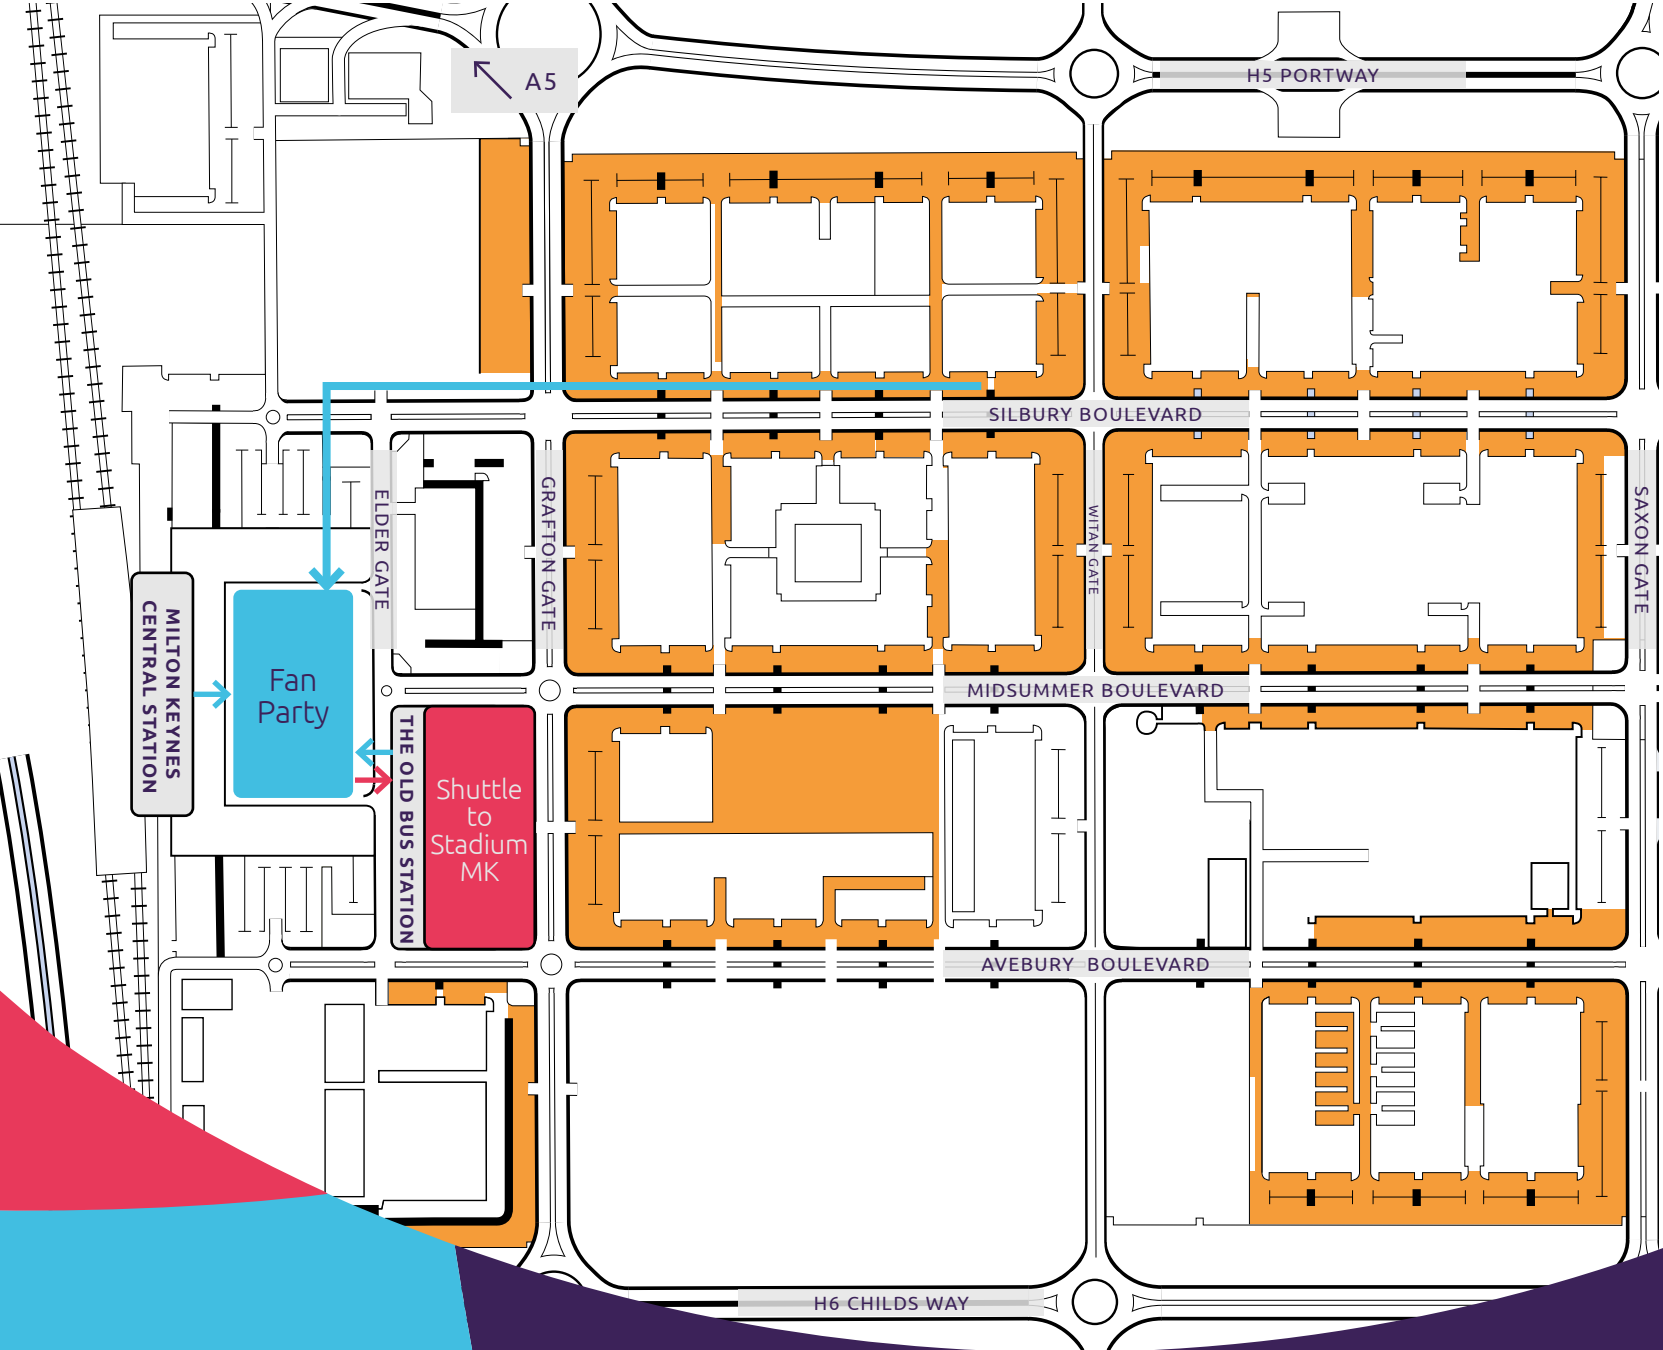 A5
H5 PORTWAY
SILBURY BOULEVARD
ELDER GATE
GRAFTON GATE
WITAN GATE
SAXON GATE
MILTON KEYNES
CENTRAL STATION
Fan
Party
MIDSUMMER BOULEVARD
THE OLD BUS STATION
Shuttle
to
Stadium
MK
AVEBURY BOULEVARD
H6 CHILDS WAY